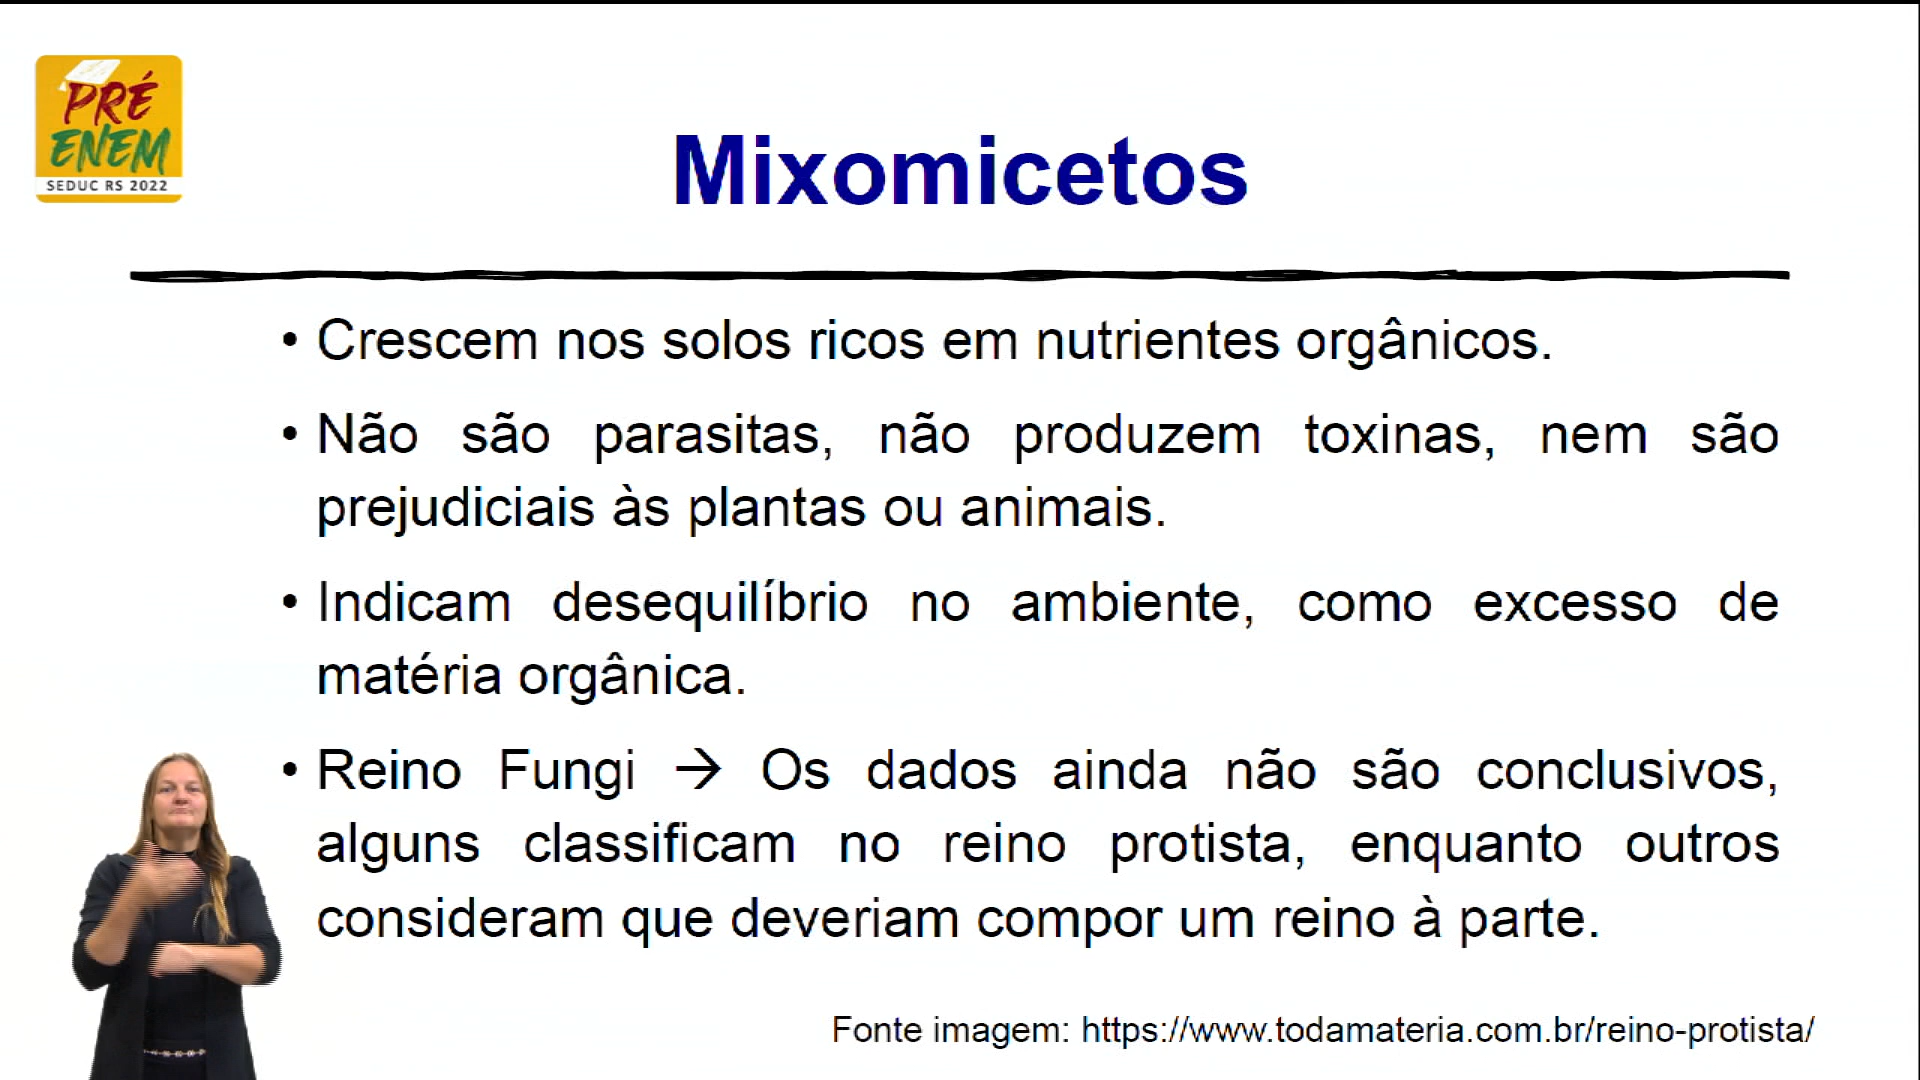 PRÉ
ENEM
SEDUC RS 2022
Mixomicetos
• Crescem nos solos ricos em nutrientes orgânicos.
• Não são parasitas, não produzem toxinas, nem são
prejudiciais às plantas ou animais.
• Indicam desequilíbrio no ambiente, como excesso de
matéria orgânica.
• Reino Fungi → Os dados ainda não são conclusivos,
alguns classificam no reino protista, enquanto outros
consideram que deveriam compor um reino à parte.
Fonte imagem: https://www.todamateria.com.br/reino-protista/